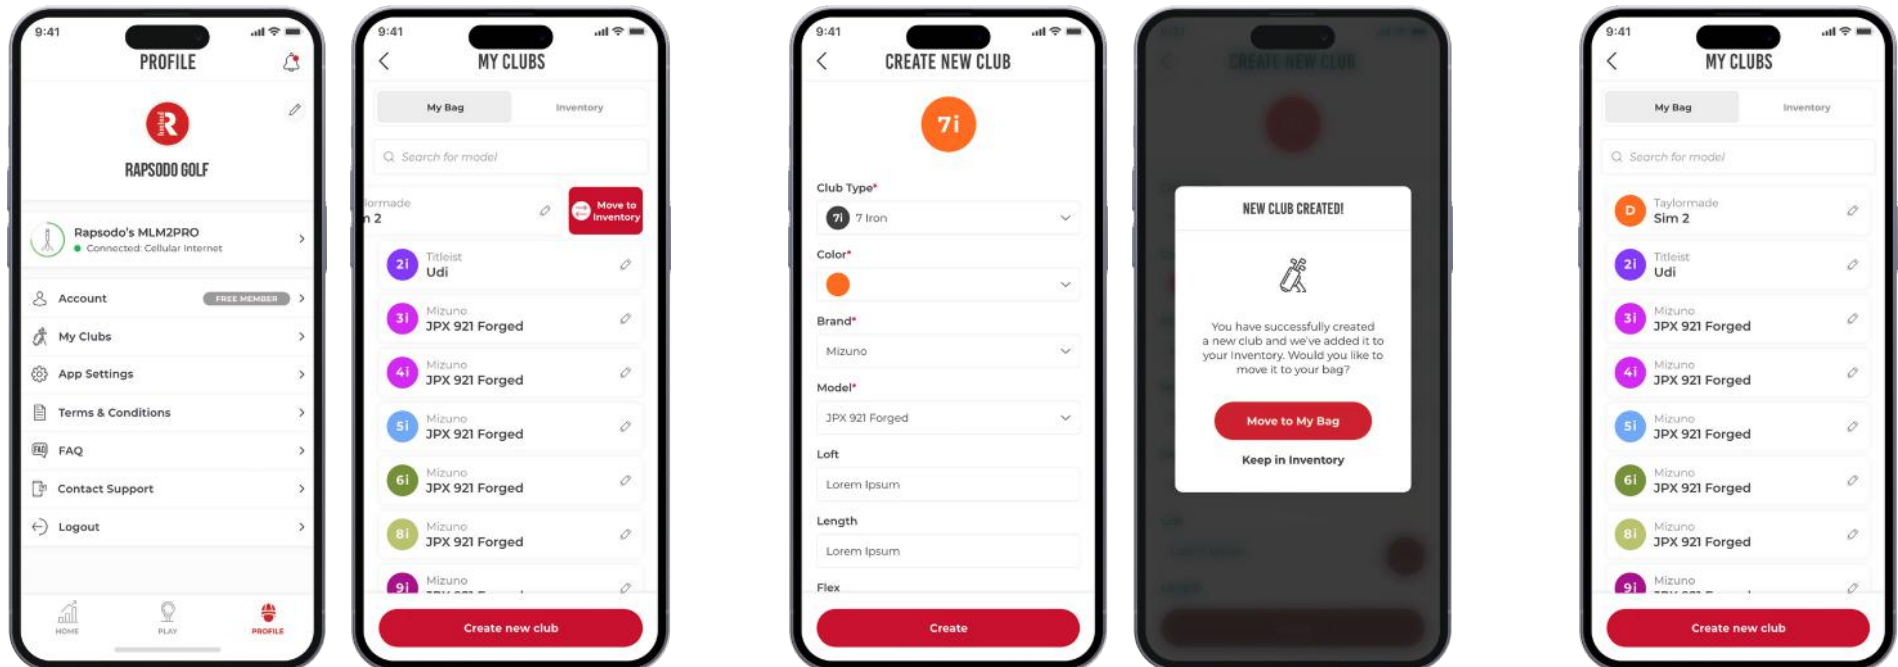 9:41
PROFILE
RAPSODO GOLF
Rapsodo's MLM2PRO
Connected: Cellular Internet
Account FREE MEMBER
My Clubs
App Settings
Terms & Conditions
FAQ FAQ
Contact Support
Logout
HOME PLAY PROFILE
9:41
MY CLUBS
My Bag Inventory
Search for model
lormade
n 2
Move to
Inventory
2i Titleist
Udi
3i Mizuno
JPX 921 Forged
4i Mizuno
JPX 921 Forged
5i Mizuno
JPX 921 Forged
6i Mizuno
JPX 921 Forged
8i Mizuno
JPX 921 Forged
9i Mizuno
Create new club
9:41
CREATE NEW CLUB
7i
Club Type*
7i 7 Iron
Color*
Brand*
Mizuno
Model*
JPX 921 Forged
Loft
Lorem Ipsum
Length
Lorem Ipsum
Flex
Create
CREATE NEW CLUB
NEW CLUB CREATED!
You have successfully created
a new club and we've added it to
your Inventory. Would you like to
move it to your bag?
Move to My Bag
Keep in Inventory
9:41
MY CLUBS
My Bag Inventory
Search for model
D Taylormade
Sim 2
2i Titleist
Udi
3i Mizuno
JPX 921 Forged
4i Mizuno
JPX 921 Forged
5i Mizuno
JPX 921 Forged
6i Mizuno
JPX 921 Forged
8i Mizuno
JPX 921 Forged
9i Mizuno
Create new club